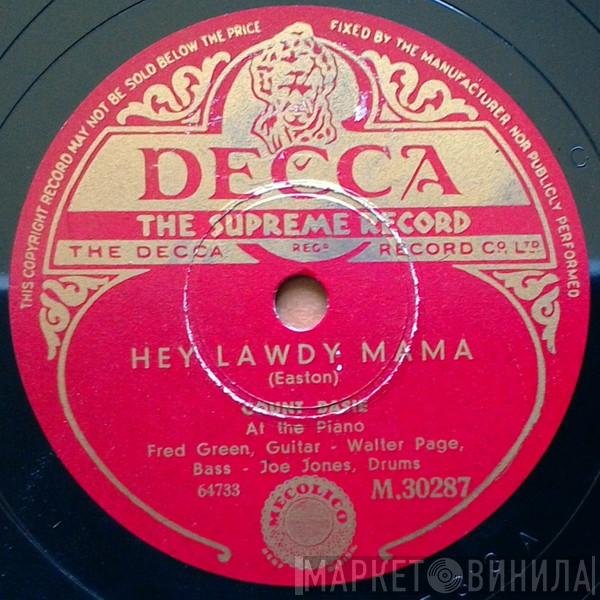 THIS COPYRIGHT RECORD MAY NOT BE SOLD BELOW THE PRICE FIXED BY THE MANUFACTURER NOR PUBLICLY PERFORMED
DECCA
THE SUPREME RECORD
THE DECCA REGD RECORD CO. LTD
HEY LAWDY MAMA
(Easton)
COUNT BASIE
At the Piano
Fred Green, Guitar - Walter Page,
Bass - Joe Jones, Drums
64733 M.30287
MECOLICO
МАРКЕТ ВИНИЛА